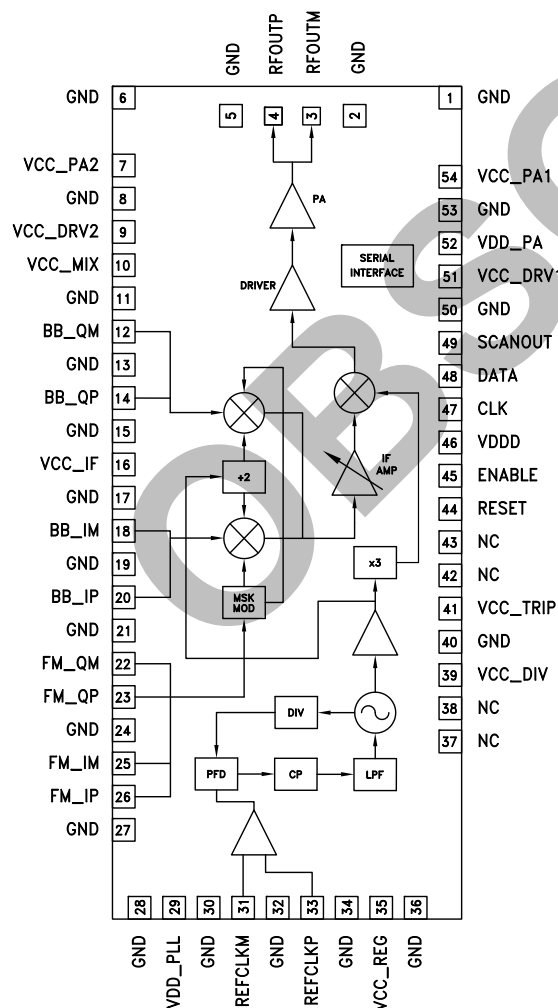 GND
RFOUTP
RFOUTM
GND
GND 6
5
4
3
2
1 GND
VCC_PA2 7
GND 8
VCC_DRV2 9
VCC_MIX 10
GND 11
BB_QM 12
GND 13
BB_QP 14
GND 15
VCC_IF 16
GND 17
BB_IM 18
GND 19
BB_IP 20
GND 21
FM_QM 22
FM_QP 23
GND 24
FM_IM 25
FM_IP 26
GND 27
54 VCC_PA1
53 GND
52 VDD_PA
51 VCC_DRV1
50 GND
49 SCANOUT
48 DATA
47 CLK
46 VDDD
45 ENABLE
44 RESET
43 NC
42 NC
41 VCC_TRIP
40 GND
39 VCC_DIV
38 NC
37 NC
PA
DRIVER
SERIAL
INTERFACE
÷2
IF
AMP
MSK
MOD
x3
DIV
PFD
CP
LPF
28
29
30
31
32
33
34
35
36
GND
VDD_PLL
GND
REFCLKM
GND
REFCLKP
GND
VCC_REG
GND
OBSO